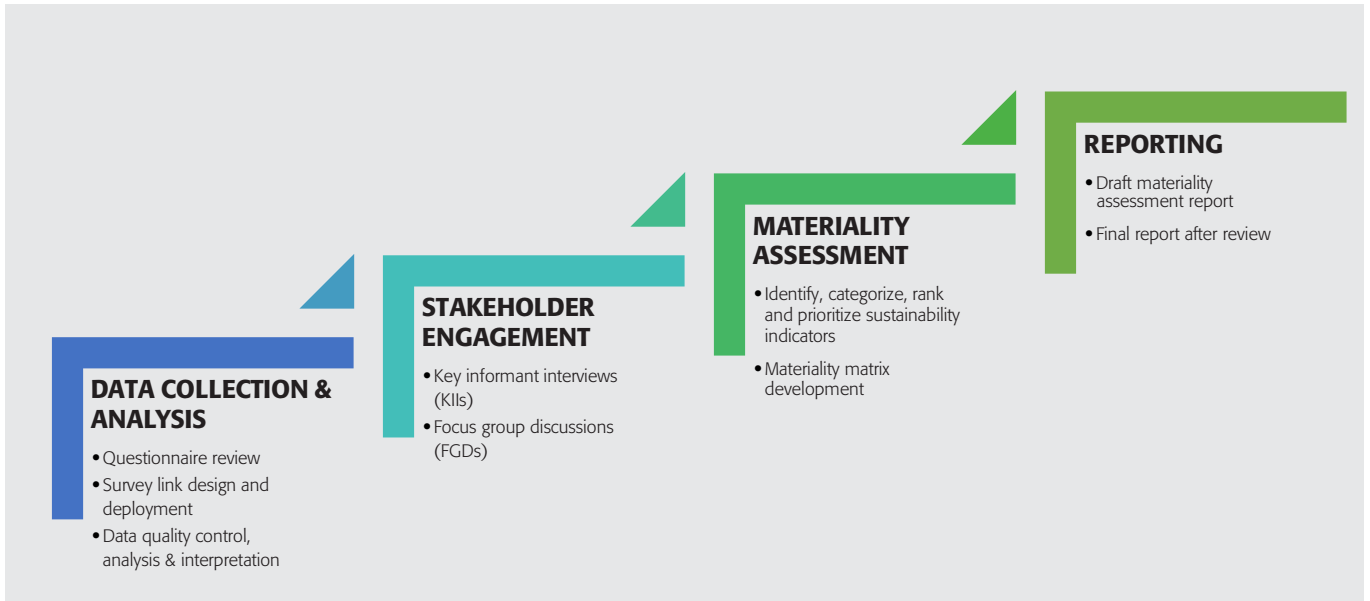 DATA COLLECTION &
ANALYSIS
• Questionnaire review
• Survey link design and
deployment
• Data quality control,
analysis & interpretation
STAKEHOLDER
ENGAGEMENT
• Key informant interviews
(KIIs)
• Focus group discussions
(FGDs)
MATERIALITY
ASSESSMENT
• Identify, categorize, rank
and prioritize sustainability
indicators
• Materiality matrix
development
REPORTING
• Draft materiality
assessment report
• Final report after review